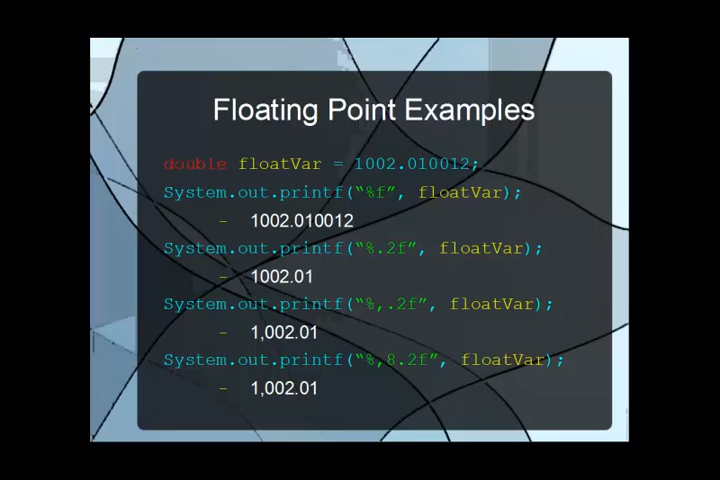 Floating Point Examples
double floatVar = 1002.010012;
System.out.printf(“%f”, floatVar);
– 1002.010012
System.out.printf(“%.2f”, floatVar);
– 1002.01
System.out.printf(“%,.2f”, floatVar);
– 1,002.01
System.out.printf(“%,8.2f”, floatVar);
– 1,002.01